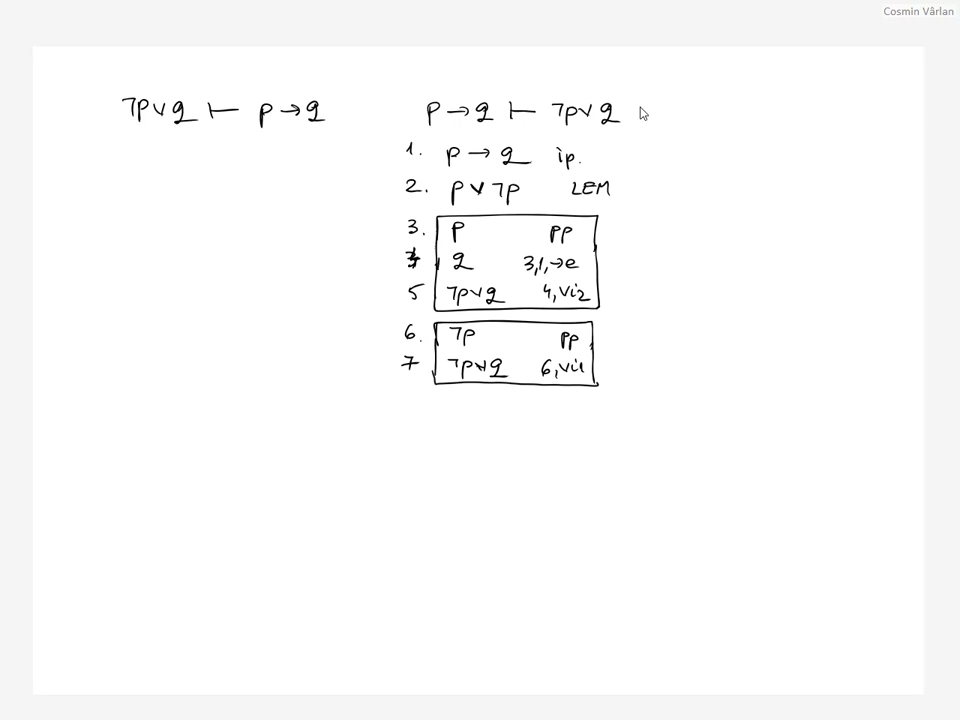 Cosmin Vârlan
¬p∨q ⊢ p→q
p→q ⊢ ¬p∨q
1. p→q ip.
2. p∨¬p LEM
3. p pp
4 q 3,1,→e
5 ¬p∨q 4,∨i2
6. ¬p pp
7 ¬p∨q 6,∨i1